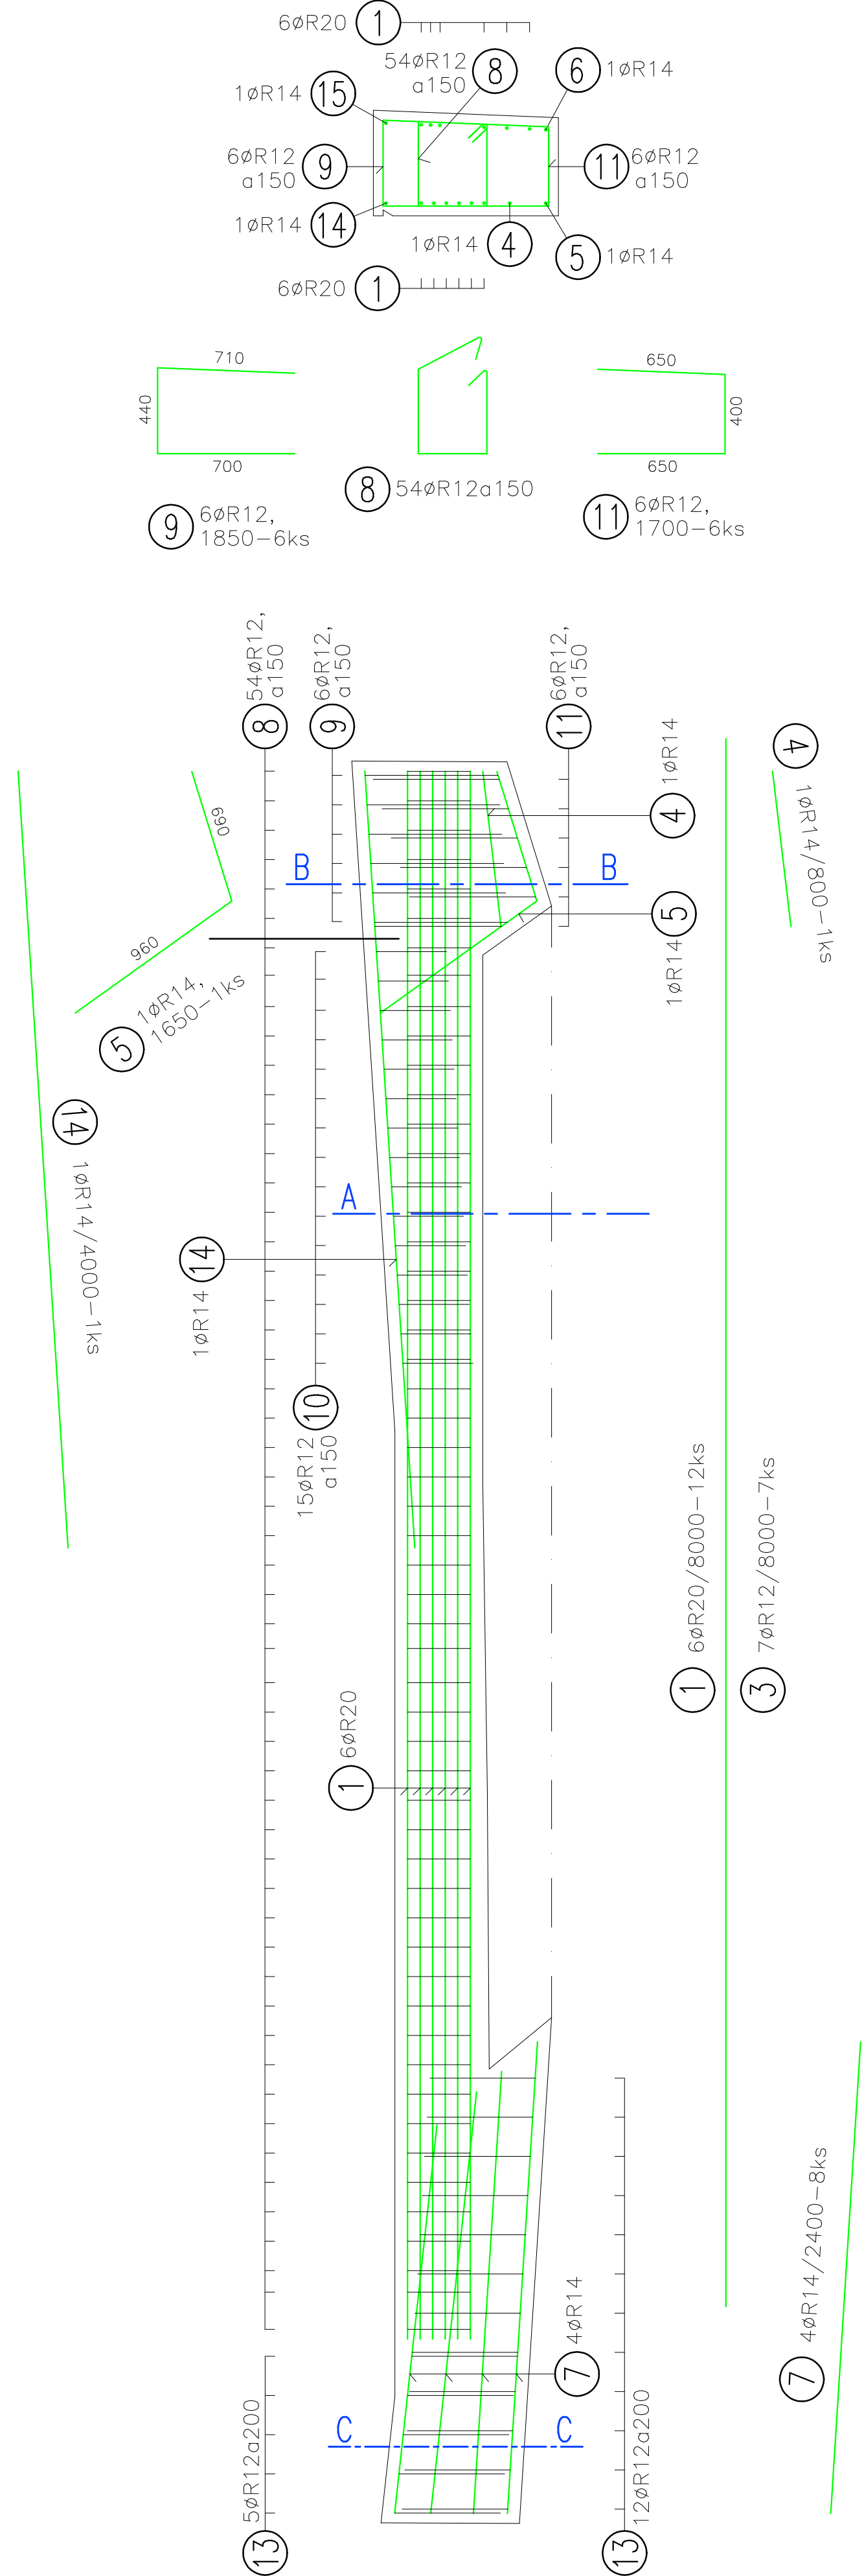 6øR20 1
54øR12
a150
8
6 1øR14
1øR14 15
6øR12
a150
9
11 6øR12
a150
1øR14 14
1øR14 4
5 1øR14
6øR20 1
710
440
700
650
400
650
9 6øR12,
1850-6ks
8 54øR12a150
11 6øR12,
1700-6ks
8 54øR12,
a150
9 6øR12,
a150
11 6øR12,
a150
4 1øR14
4 1øR14/800-1ks
690
960
B B
5 1øR14
5 1øR14,
1650-1ks
14 1øR14/4000-1ks
A
1øR14 14
15øR12
a150
10
1 6øR20/8000-12ks
3 7øR12/8000-7ks
1 6øR20
7 4øR14
7 4øR14/2400-8ks
C C
13 5øR12a200
13 12øR12a200